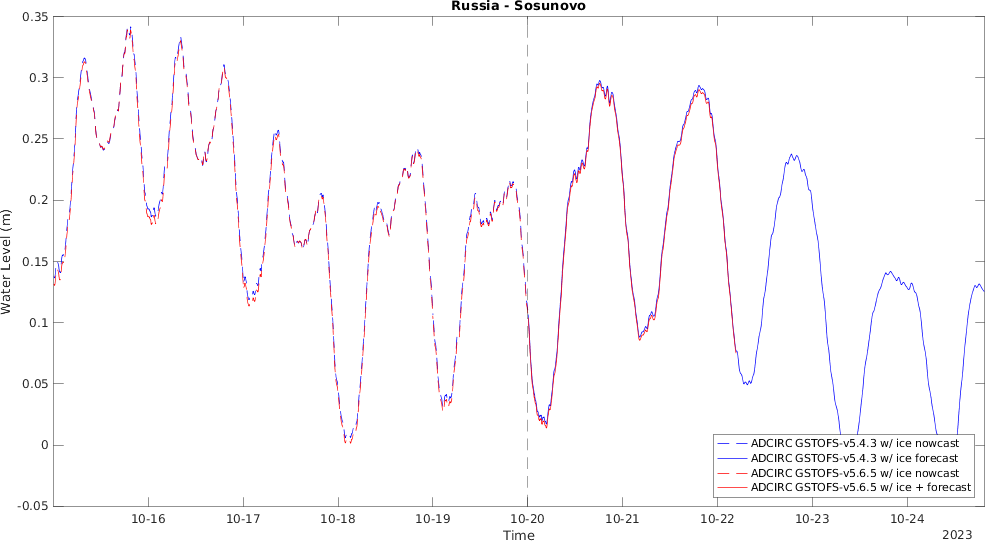 Russia - Sosunovo
0.35
0.3
0.25
0.2
0.15
0.1
0.05
0
-0.05
Water Level (m)
ADCIRC GSTOFS-v5.4.3 w/ ice nowcast
ADCIRC GSTOFS-v5.4.3 w/ ice forecast
ADCIRC GSTOFS-v5.6.5 w/ ice nowcast
ADCIRC GSTOFS-v5.6.5 w/ ice + forecast
10-16 10-17 10-18 10-19 10-20 10-21 10-22 10-23 10-24
Time
2023